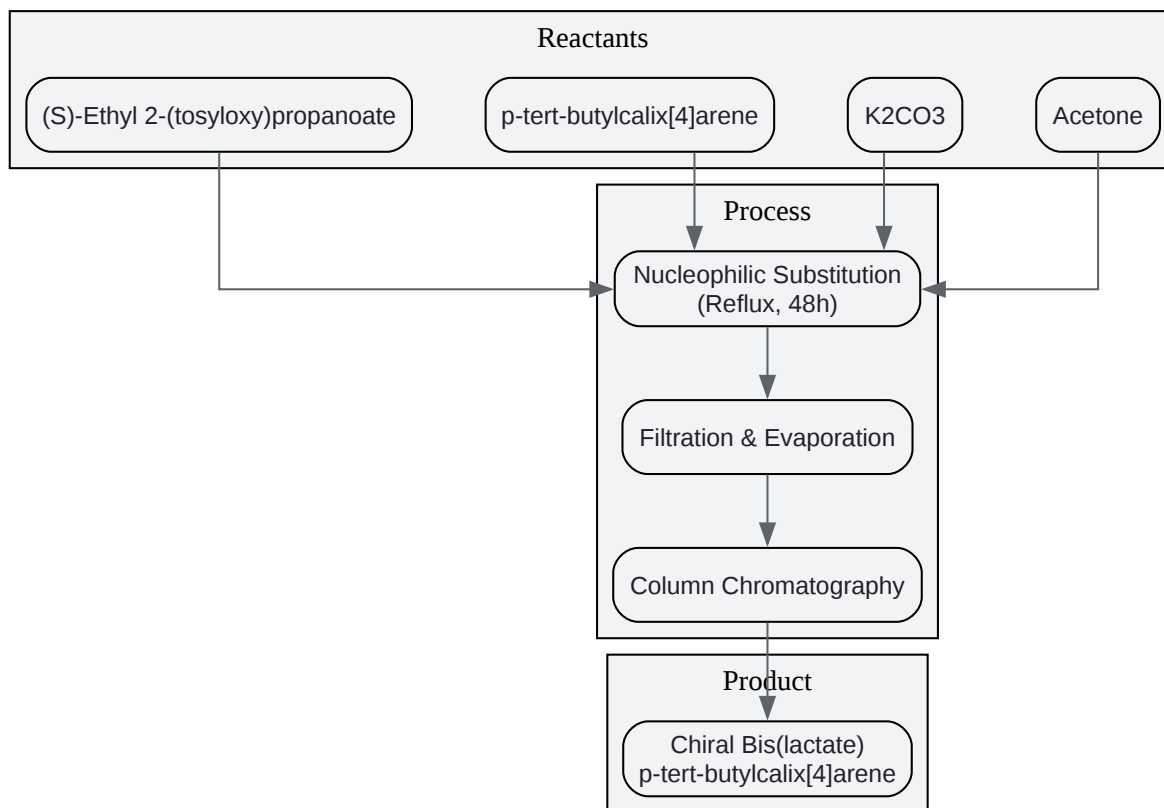 Reactants
(S)-Ethyl 2-(tosyloxy)propanoate
p-tert-butylcalix[4]arene
K2CO3
Acetone
Process
Nucleophilic Substitution
(Reflux, 48h)
Filtration & Evaporation
Column Chromatography
Product
Chiral Bis(lactate)
p-tert-butylcalix[4]arene